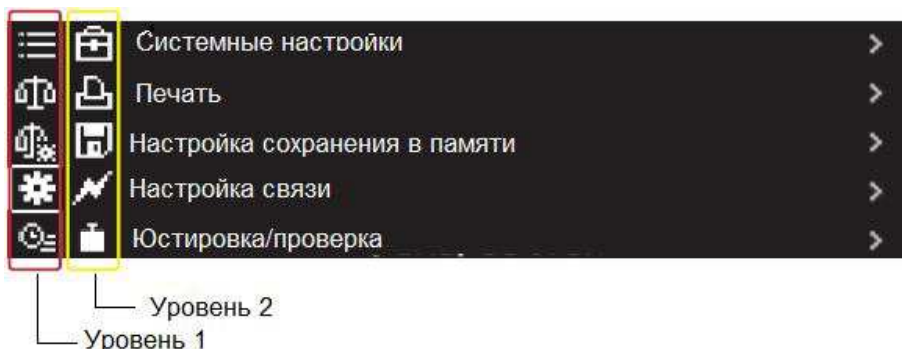 Системные настройки
Печать
Настройка сохранения в памяти
Настройка связи
Юстировка/проверка
Уровень 2
Уровень 1